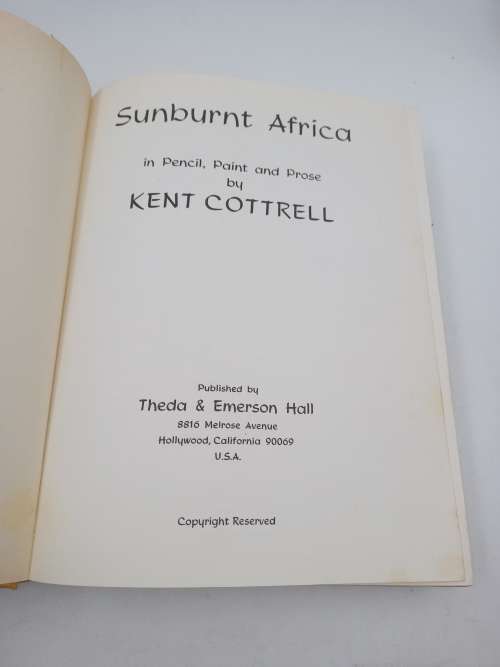 Sunburnt Africa
in Pencil, Paint and Prose
by
KENT COTTRELL
Published by
Theda & Emerson Hall
8816 Melrose Avenue
Hollywood, California 90069
U.S.A.
Copyright Reserved